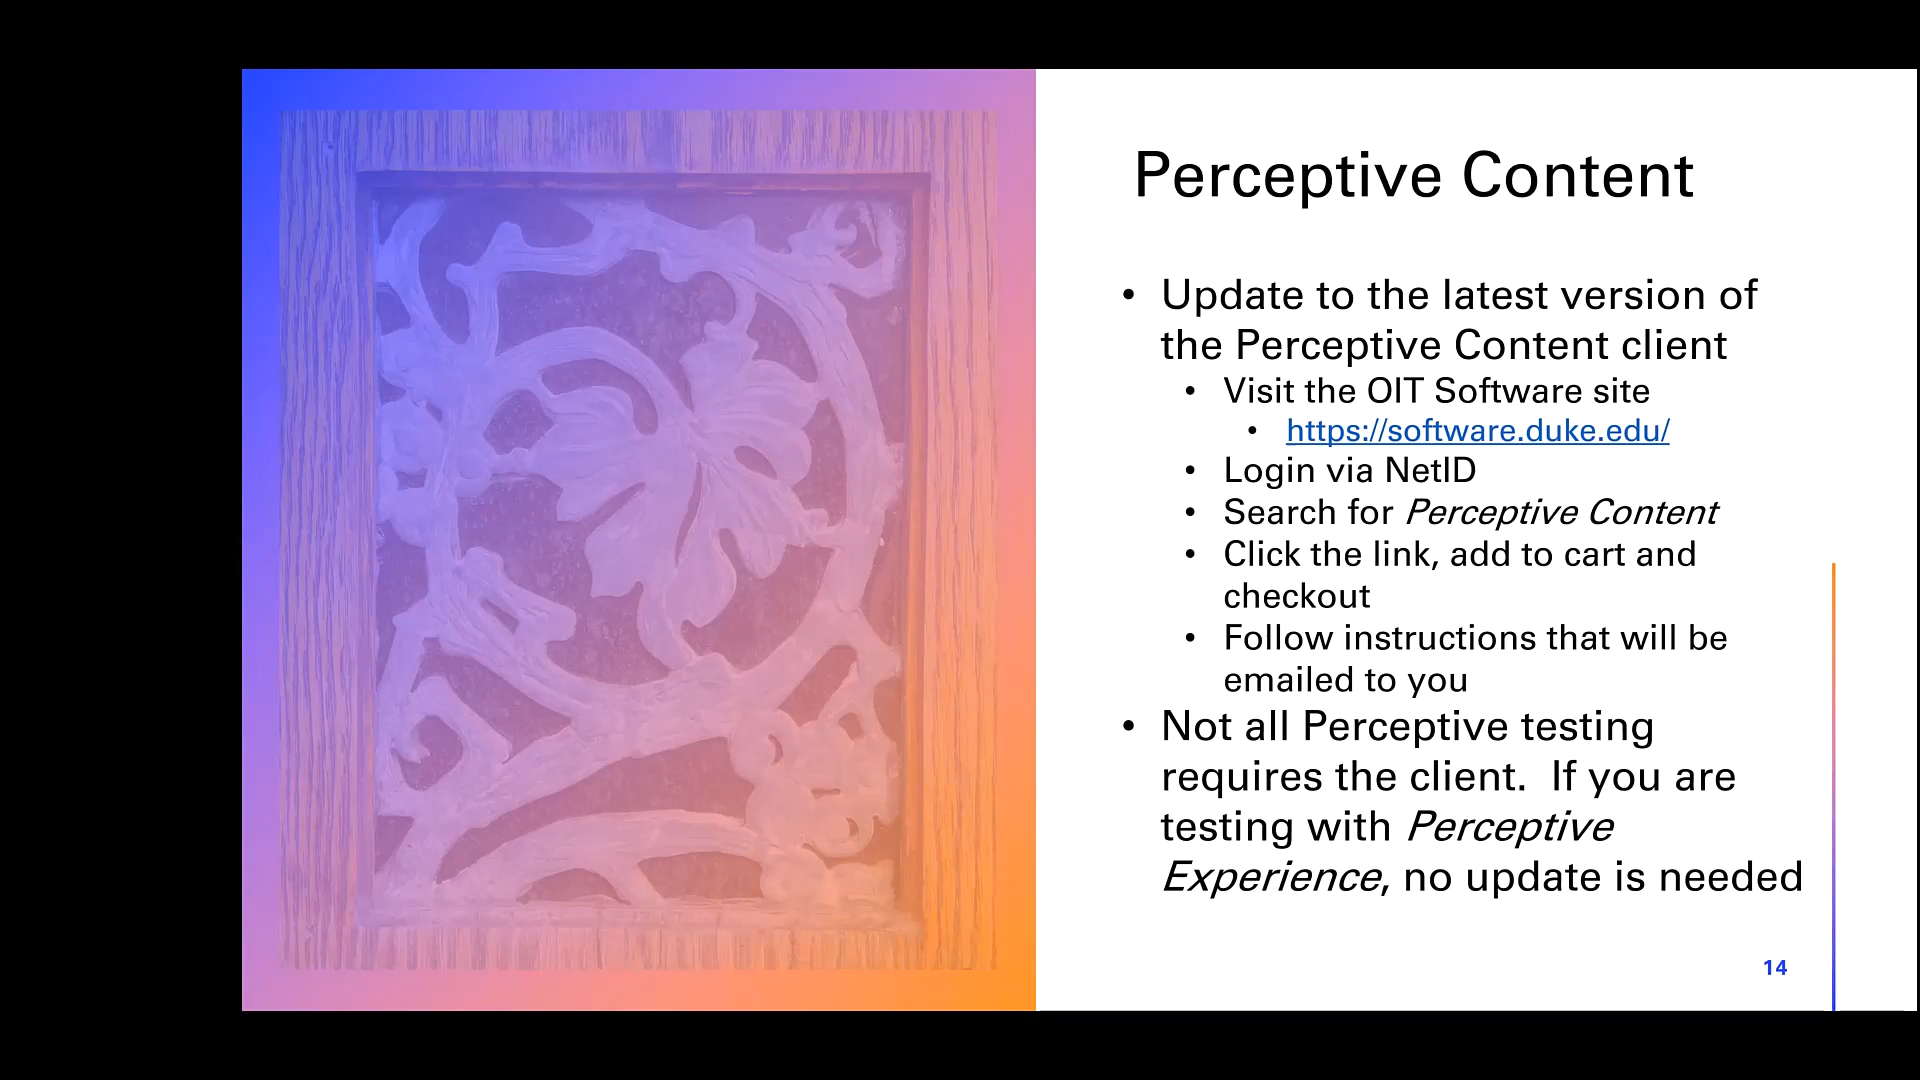 Perceptive Content
• Update to the latest version of
the Perceptive Content client
• Visit the OIT Software site
• https://software.duke.edu/
• Login via NetID
• Search for Perceptive Content
• Click the link, add to cart and
checkout
• Follow instructions that will be
emailed to you
• Not all Perceptive testing
requires the client.  If you are
testing with Perceptive
Experience, no update is needed
14